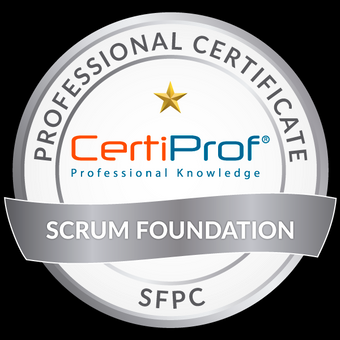 PROFESSIONAL CERTIFICATE
CertiProf®
Professional Knowledge
SCRUM FOUNDATION
SFPC